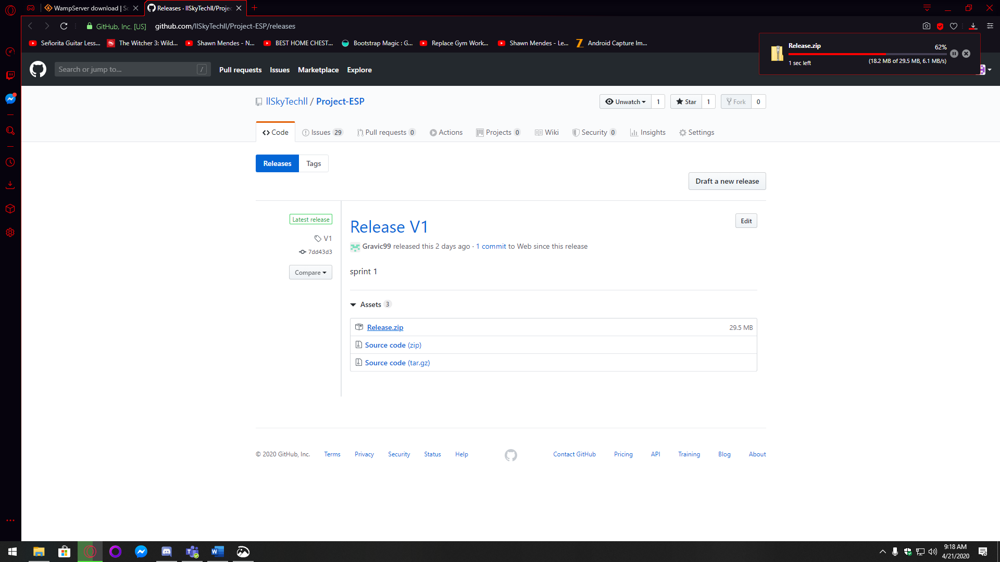 WampServer download | Sc
Releases · llSkyTechll/Projec
GitHub, Inc. [US]
github.com/llSkyTechll/Project-ESP/releases
Señorita Guitar Less...
The Witcher 3: Wild...
Shawn Mendes - N...
BEST HOME CHEST...
Bootstrap Magic : G...
Replace Gym Work...
Shawn Mendes - Le...
Android Capture Im...
Release.zip
62%
1 sec left
(18.2 MB of 29.5 MB, 6.1 MB/s)
Search or jump to...
/
Pull requests
Issues
Marketplace
Explore
llSkyTechll / Project-ESP
Unwatch 1
Star 1
Fork 0
Code
Issues 29
Pull requests 0
Actions
Projects 0
Wiki
Security 0
Insights
Settings
Releases
Tags
Draft a new release
Latest release
V1
7dd43d3
Compare
Release V1
Edit
Gravic99 released this 2 days ago · 1 commit to Web since this release
sprint 1
Assets 3
Release.zip
29.5 MB
Source code (zip)
Source code (tar.gz)
© 2020 GitHub, Inc.
Terms
Privacy
Security
Status
Help
Contact GitHub
Pricing
API
Training
Blog
About
9:18 AM
4/21/2020